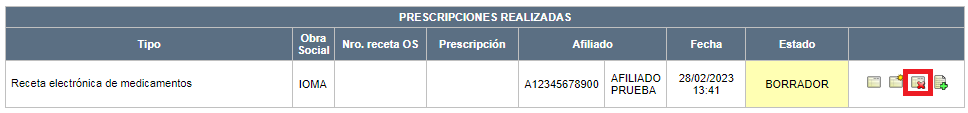 PRESCRIPCIONES REALIZADAS
Tipo
Obra
Social
Nro. receta OS
Prescripción
Afiliado
Fecha
Estado
Receta electrónica de medicamentos
IOMA
A12345678900
AFILIADO
PRUEBA
28/02/2023
13:41
BORRADOR